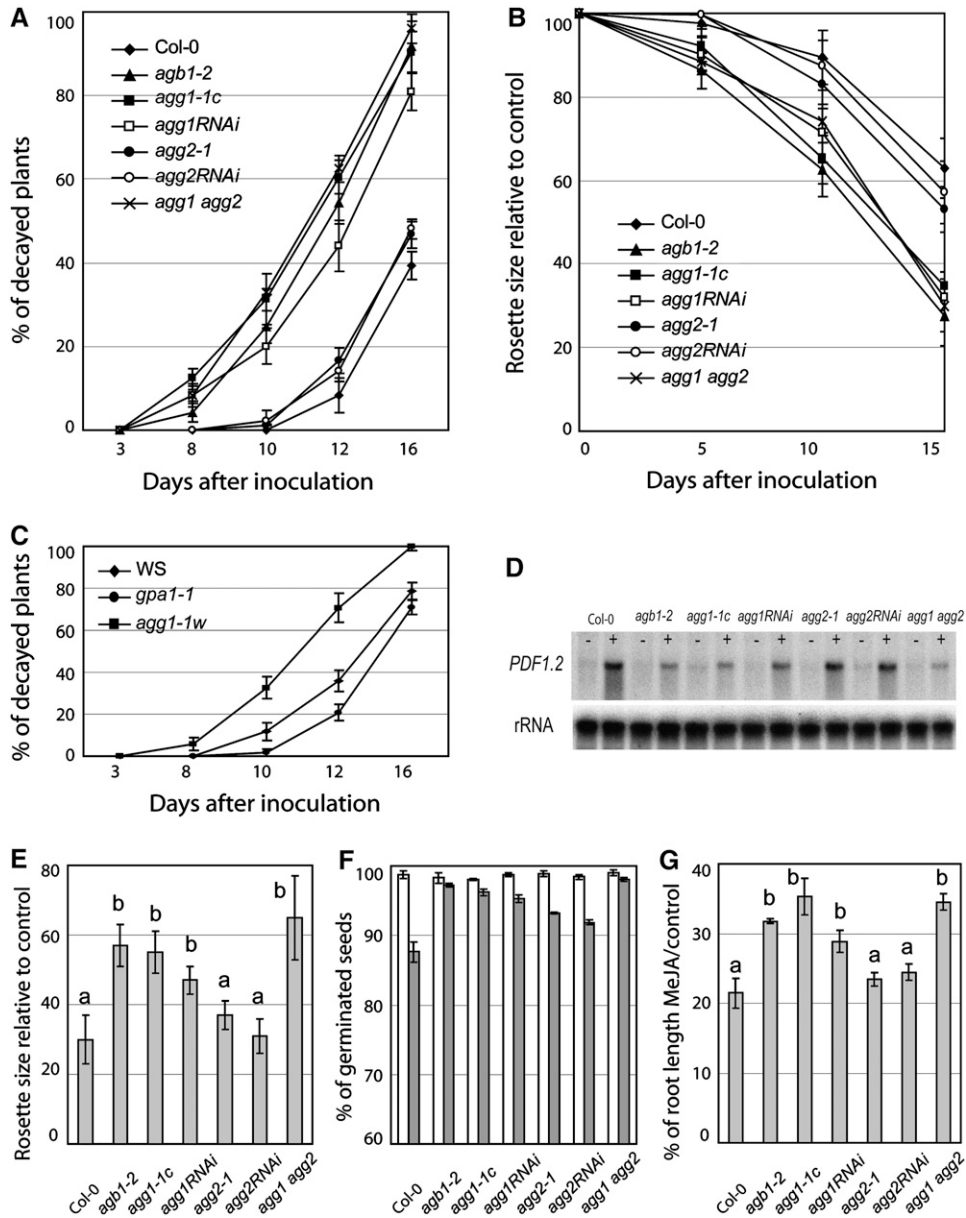 A
100
80
60
40
20
0
3 8 10 12 16
% of decayed plants
Days after inoculation
Col-0
agb1-2
agg1-1c
agg1RNAi
agg2-1
agg2RNAi
agg1 agg2
B
100
80
60
40
20
0
0 5 10 15
Rosette size relative to control
Days after inoculation
Col-0
agb1-2
agg1-1c
agg1RNAi
agg2-1
agg2RNAi
agg1 agg2
C
100
80
60
40
20
0
3 8 10 12 16
% of decayed plants
Days after inoculation
WS
gpa1-1
agg1-1w
D
Col-0 agb1-2 agg1-1c agg1RNAi agg2-1 agg2RNAi agg1 agg2
- + - + - + - + - + - + - +
PDF1.2
rRNA
E
80
60
40
20
0
Rosette size relative to control
a b b b a a b
Col-0 agb1-2 agg1-1c agg1RNAi agg2-1 agg2RNAi agg1 agg2
F
100
90
80
70
60
% of germinated seeds
Col-0 agb1-2 agg1-1c agg1RNAi agg2-1 agg2RNAi agg1 agg2
G
40
30
20
10
0
% of root length MeJA/control
a b b b a a b
Col-0 agb1-2 agg1-1c agg1RNAi agg2-1 agg2RNAi agg1 agg2